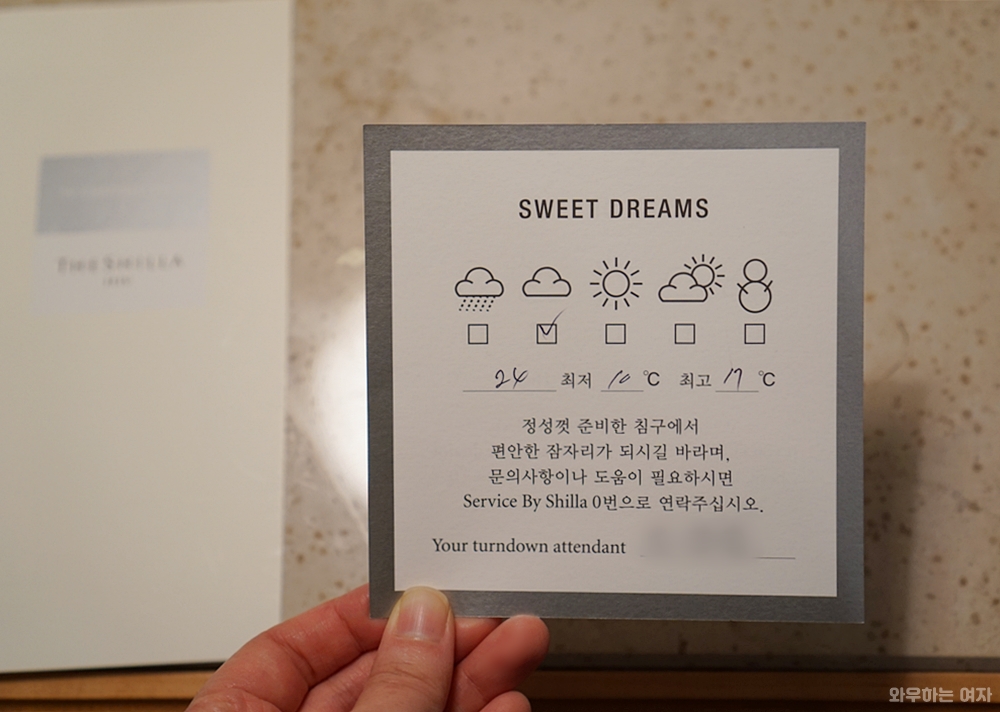 THE SHILLA
SWEET DREAMS
24 최저 10 ℃ 최고 17 ℃
정성껏 준비한 침구에서
편안한 잠자리가 되시길 바라며,
문의사항이나 도움이 필요하시면
Service By Shilla 0번으로 연락주십시오.
Your turndown attendant
와우하는 여자